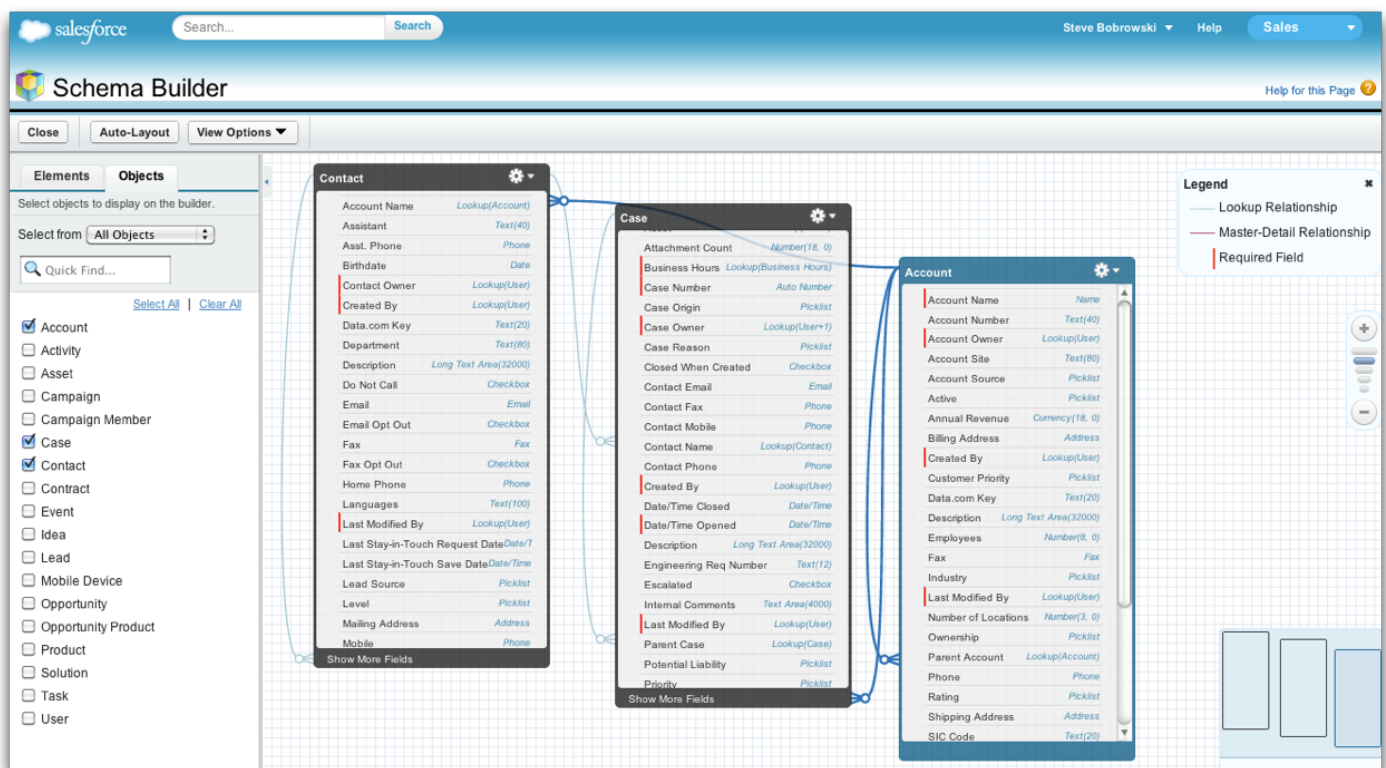 salesforce
Search...
Search
Steve Bobrowski
Help
Sales
Schema Builder
Help for this Page
Close
Auto-Layout
View Options
Elements
Objects
Select objects to display on the builder.
Select from
All Objects
Quick Find...
Select All | Clear All
Account
Activity
Asset
Campaign
Campaign Member
Case
Contact
Contract
Event
Idea
Lead
Mobile Device
Opportunity
Opportunity Product
Product
Solution
Task
User
Contact
Account Name Lookup(Account)
Assistant Text(40)
Asst. Phone Phone
Birthdate Date
Contact Owner Lookup(User)
Created By Lookup(User)
Data.com Key Text(20)
Department Text(80)
Description Long Text Area(32000)
Do Not Call Checkbox
Email Email
Email Opt Out Checkbox
Fax Fax
Fax Opt Out Checkbox
Home Phone Phone
Languages Text(100)
Last Modified By Lookup(User)
Last Stay-in-Touch Request Date Date/T
Last Stay-in-Touch Save Date Date/Time
Lead Source Picklist
Level Picklist
Mailing Address Address
Mobile Phone
Show More Fields
Case
Attachment Count Number(18, 0)
Business Hours Lookup(Business Hours)
Case Number Auto Number
Case Origin Picklist
Case Owner Lookup(User+1)
Case Reason Picklist
Closed When Created Checkbox
Contact Email Email
Contact Fax Phone
Contact Mobile Phone
Contact Name Lookup(Contact)
Contact Phone Phone
Created By Lookup(User)
Date/Time Closed Date/Time
Date/Time Opened Date/Time
Description Long Text Area(32000)
Engineering Req Number Text(12)
Escalated Checkbox
Internal Comments Text Area(4000)
Last Modified By Lookup(User)
Parent Case Lookup(Case)
Potential Liability Picklist
Priority Picklist
Show More Fields
Account
Account Name Name
Account Number Text(40)
Account Owner Lookup(User)
Account Site Text(80)
Account Source Picklist
Active Picklist
Annual Revenue Currency(18, 0)
Billing Address Address
Created By Lookup(User)
Customer Priority Picklist
Data.com Key Text(20)
Description Long Text Area(32000)
Employees Number(8, 0)
Fax Fax
Industry Picklist
Last Modified By Lookup(User)
Number of Locations Number(3, 0)
Ownership Picklist
Parent Account Lookup(Account)
Phone Phone
Rating Picklist
Shipping Address Address
SIC Code Text(20)
Legend
Lookup Relationship
Master-Detail Relationship
Required Field